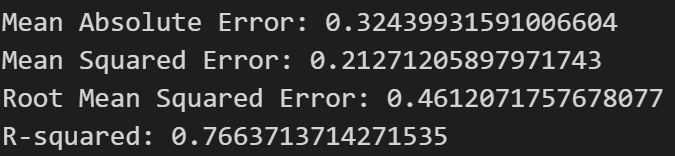 Mean Absolute Error: 0.32439931591006604
Mean Squared Error: 0.21271205897971743
Root Mean Squared Error: 0.4612071757678077
R-squared: 0.7663713714271535